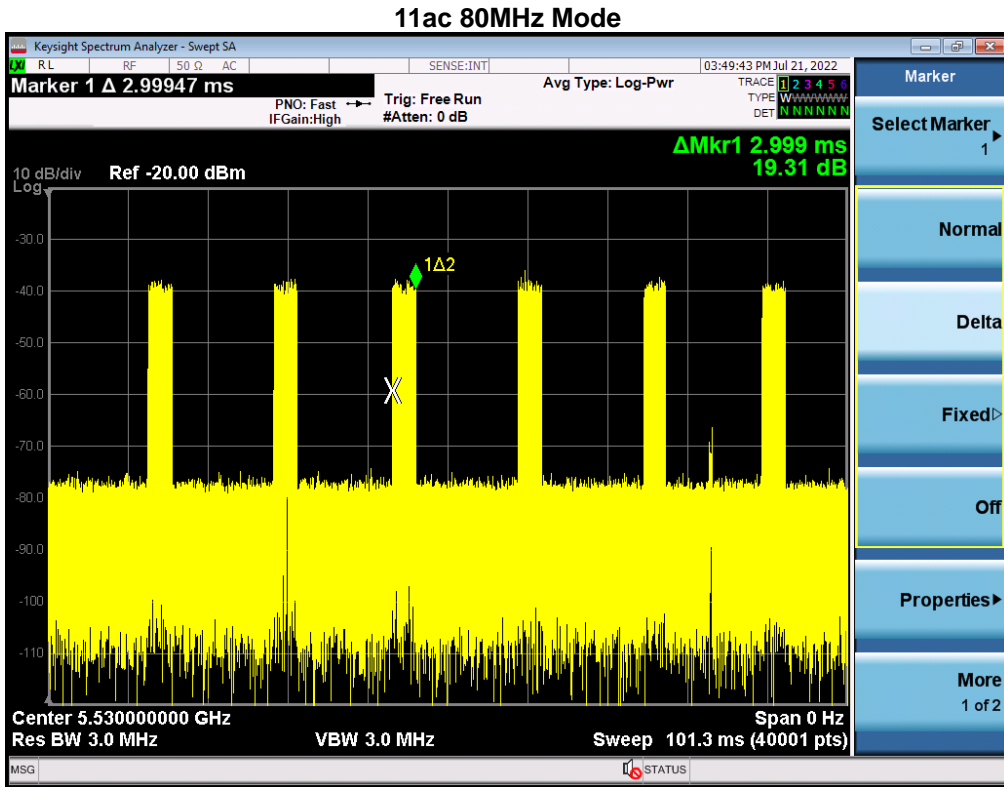 11ac 80MHz Mode
Keysight Spectrum Analyzer - Swept SA
LXI RL RF 50 Ω AC SENSE:INT 03:49:43 PM Jul 21, 2022
Marker 1 Δ 2.99947 ms
PNO: Fast
IFGain:High
Trig: Free Run
#Atten: 0 dB
Avg Type: Log-Pwr
TRACE 1 2 3 4 5 6
TYPE WWWWWW
DET N N N N N N
ΔMkr1 2.999 ms
19.31 dB
10 dB/div
Log
Ref -20.00 dBm
-30.0
-40.0
-50.0
-60.0
-70.0
-80.0
-90.0
-100
-110
1Δ2
X
Center 5.530000000 GHz
Span 0 Hz
Res BW 3.0 MHz
VBW 3.0 MHz
Sweep 101.3 ms (40001 pts)
MSG
STATUS
Marker
Select Marker
1
Normal
Delta
Fixed
Off
Properties
More
1 of 2